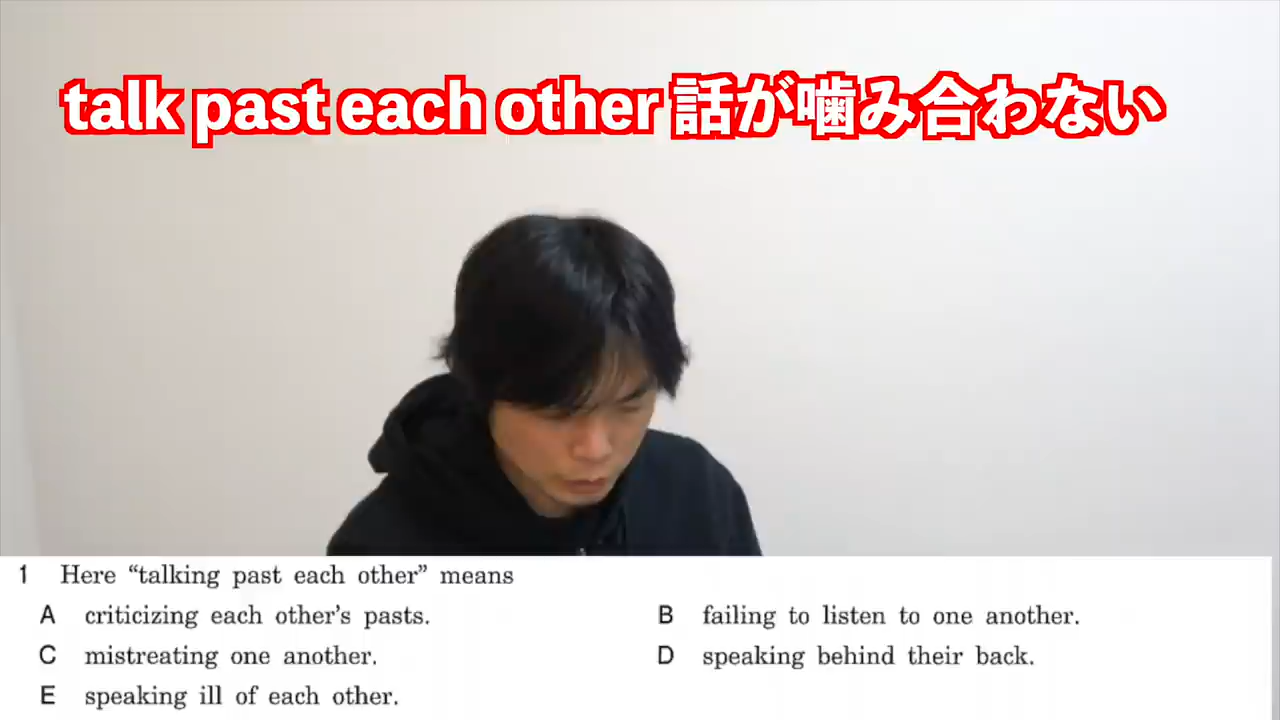 talk past each other 話が噛み合わない
1 Here “talking past each other” means
A criticizing each other’s pasts. B failing to listen to one another.
C mistreating one another. D speaking behind their back.
E speaking ill of each other.